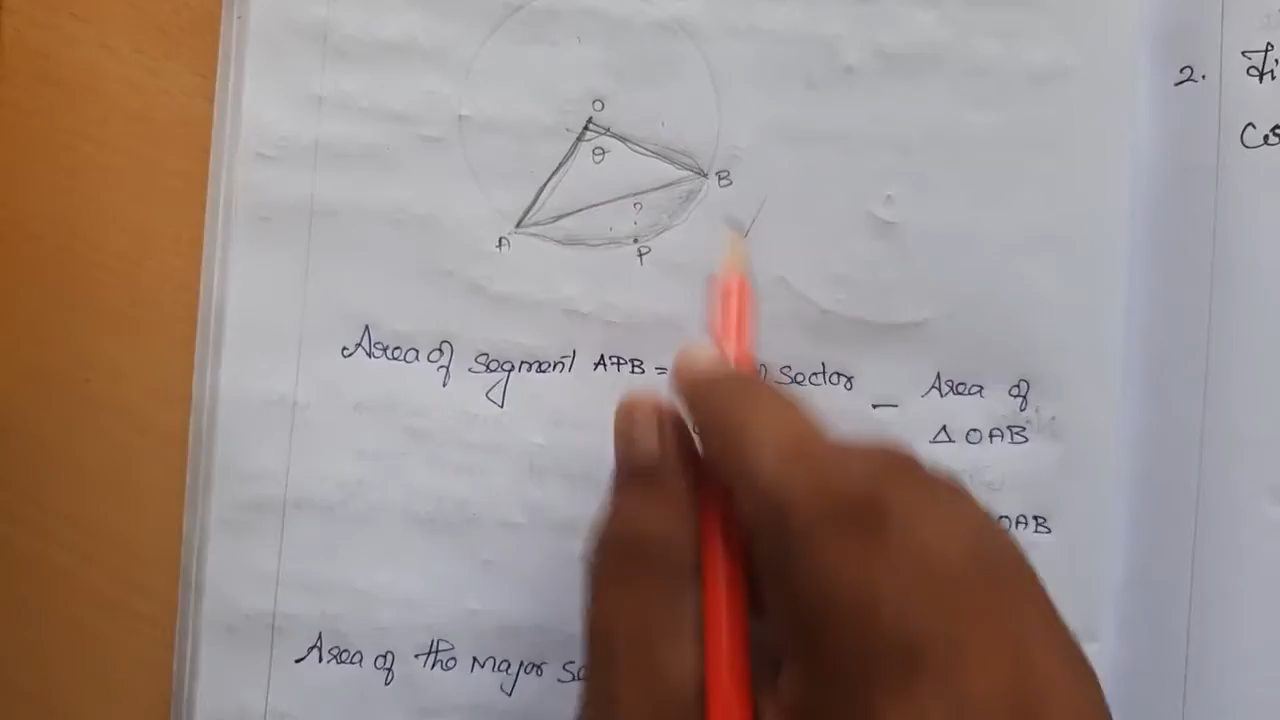 O
θ
B
?
A
P
2.
Area of segment APB = sector – Area of
Δ OAB
OAB
Area of the major